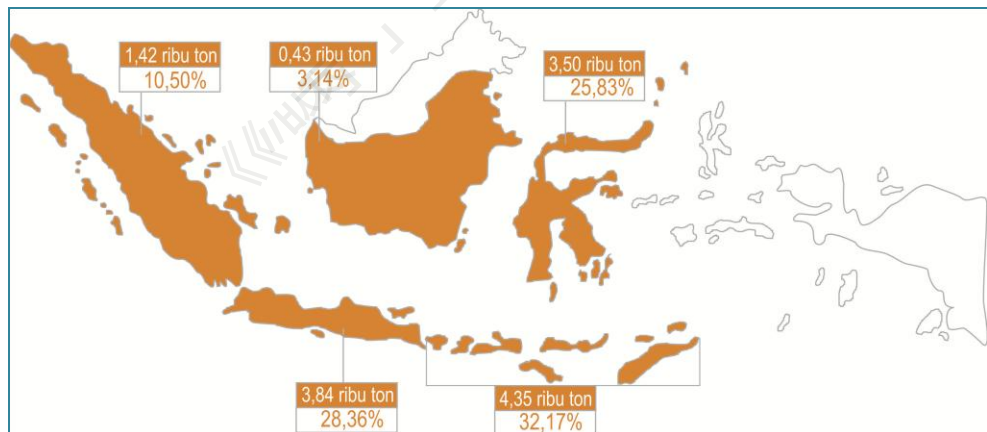 1,42 ribu ton
10,50%
0,43 ribu ton
3,14%
3,50 ribu ton
25,83%
3,84 ribu ton
28,36%
4,35 ribu ton
32,17%